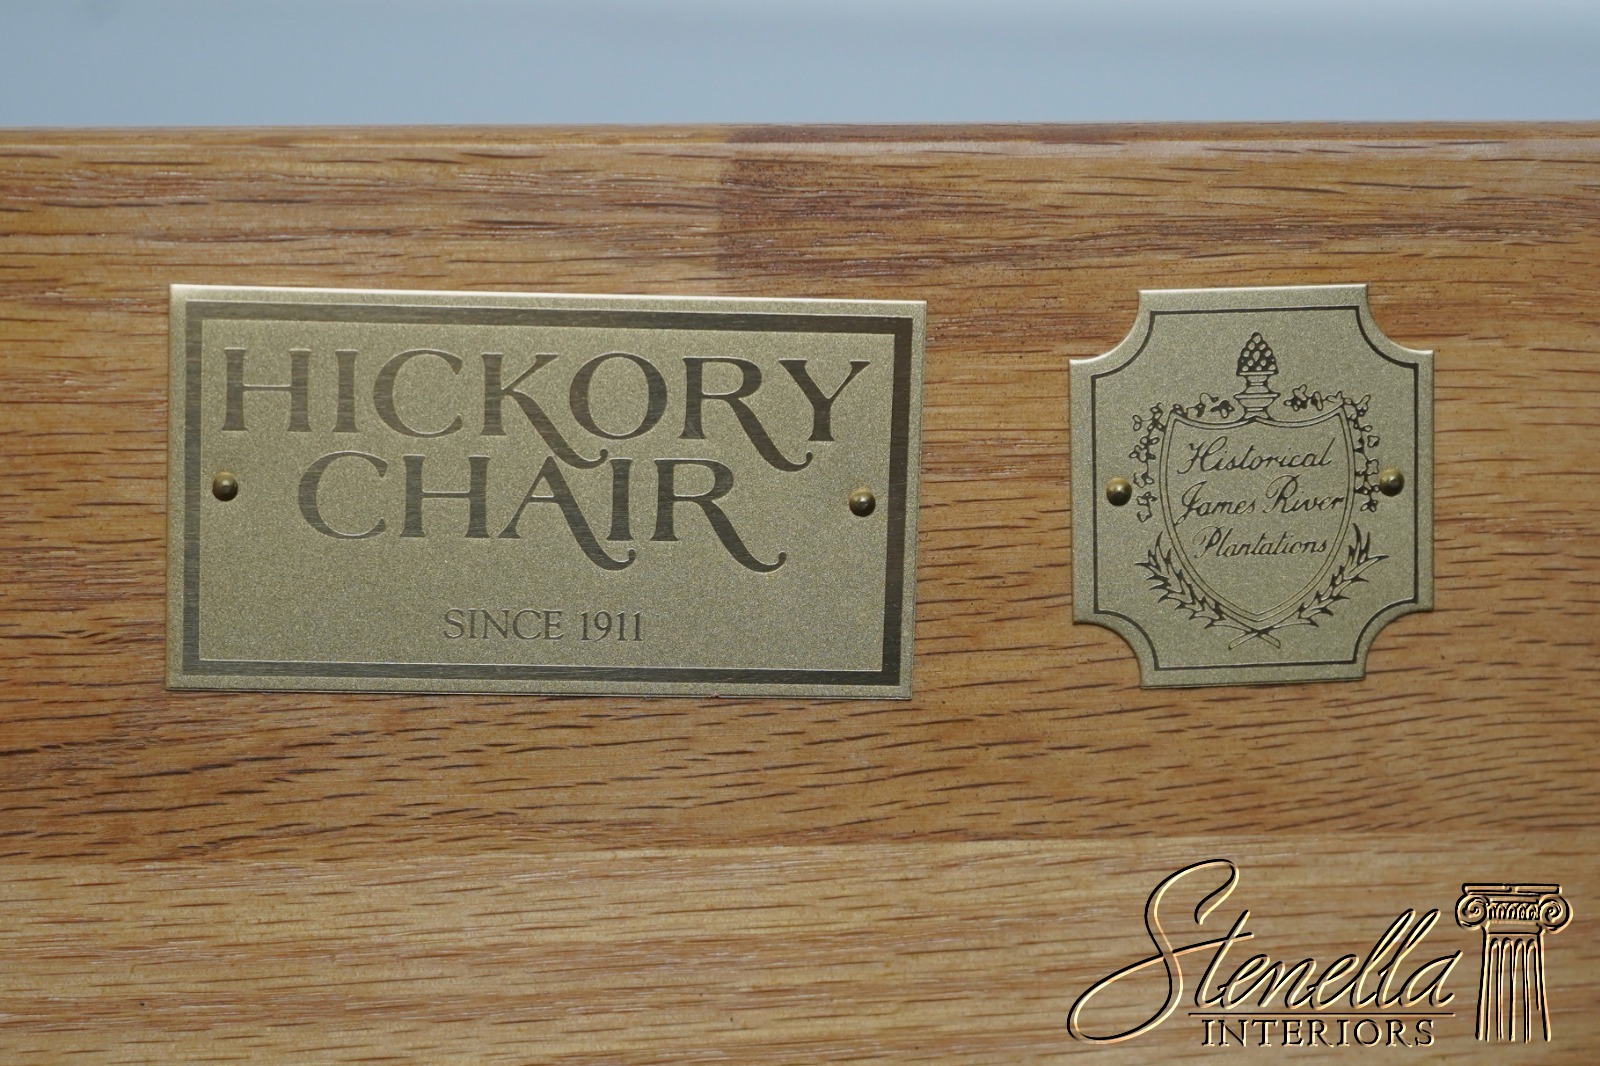 HICKORY
CHAIR
SINCE 1911
Historical
James River
Plantations
Stenella
INTERIORS